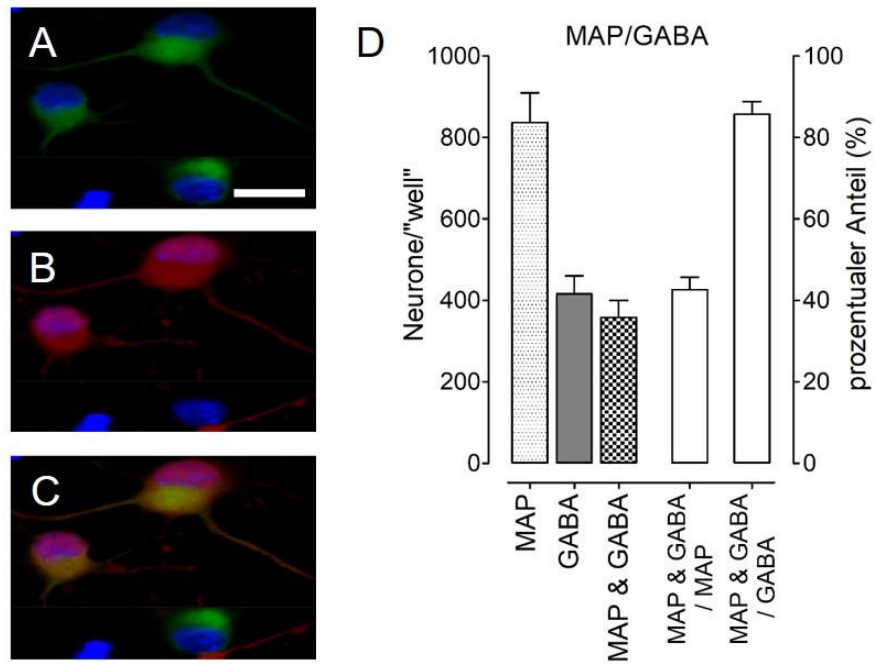 A
B
C
D
MAP/GABA
Neurone/"well"
1000
800
600
400
200
0
prozentualer Anteil (%)
100
80
60
40
20
0
MAP
GABA
MAP & GABA
MAP & GABA
/ MAP
MAP & GABA
/ GABA